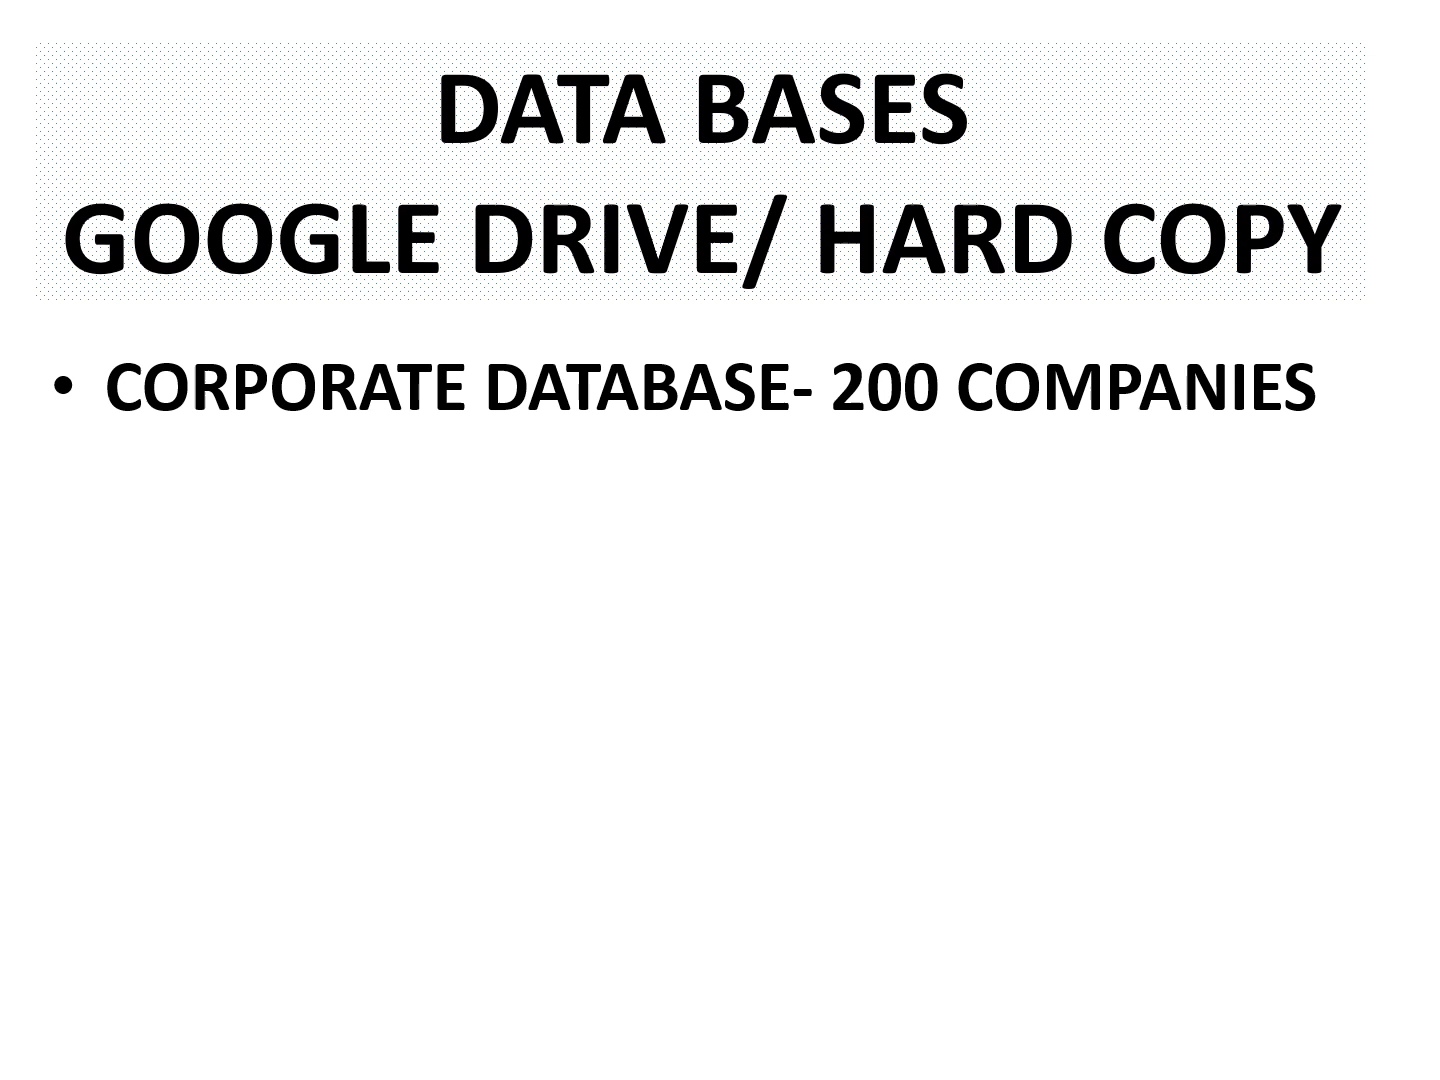 DATA BASES
GOOGLE DRIVE/ HARD COPY
• CORPORATE DATABASE- 200 COMPANIES